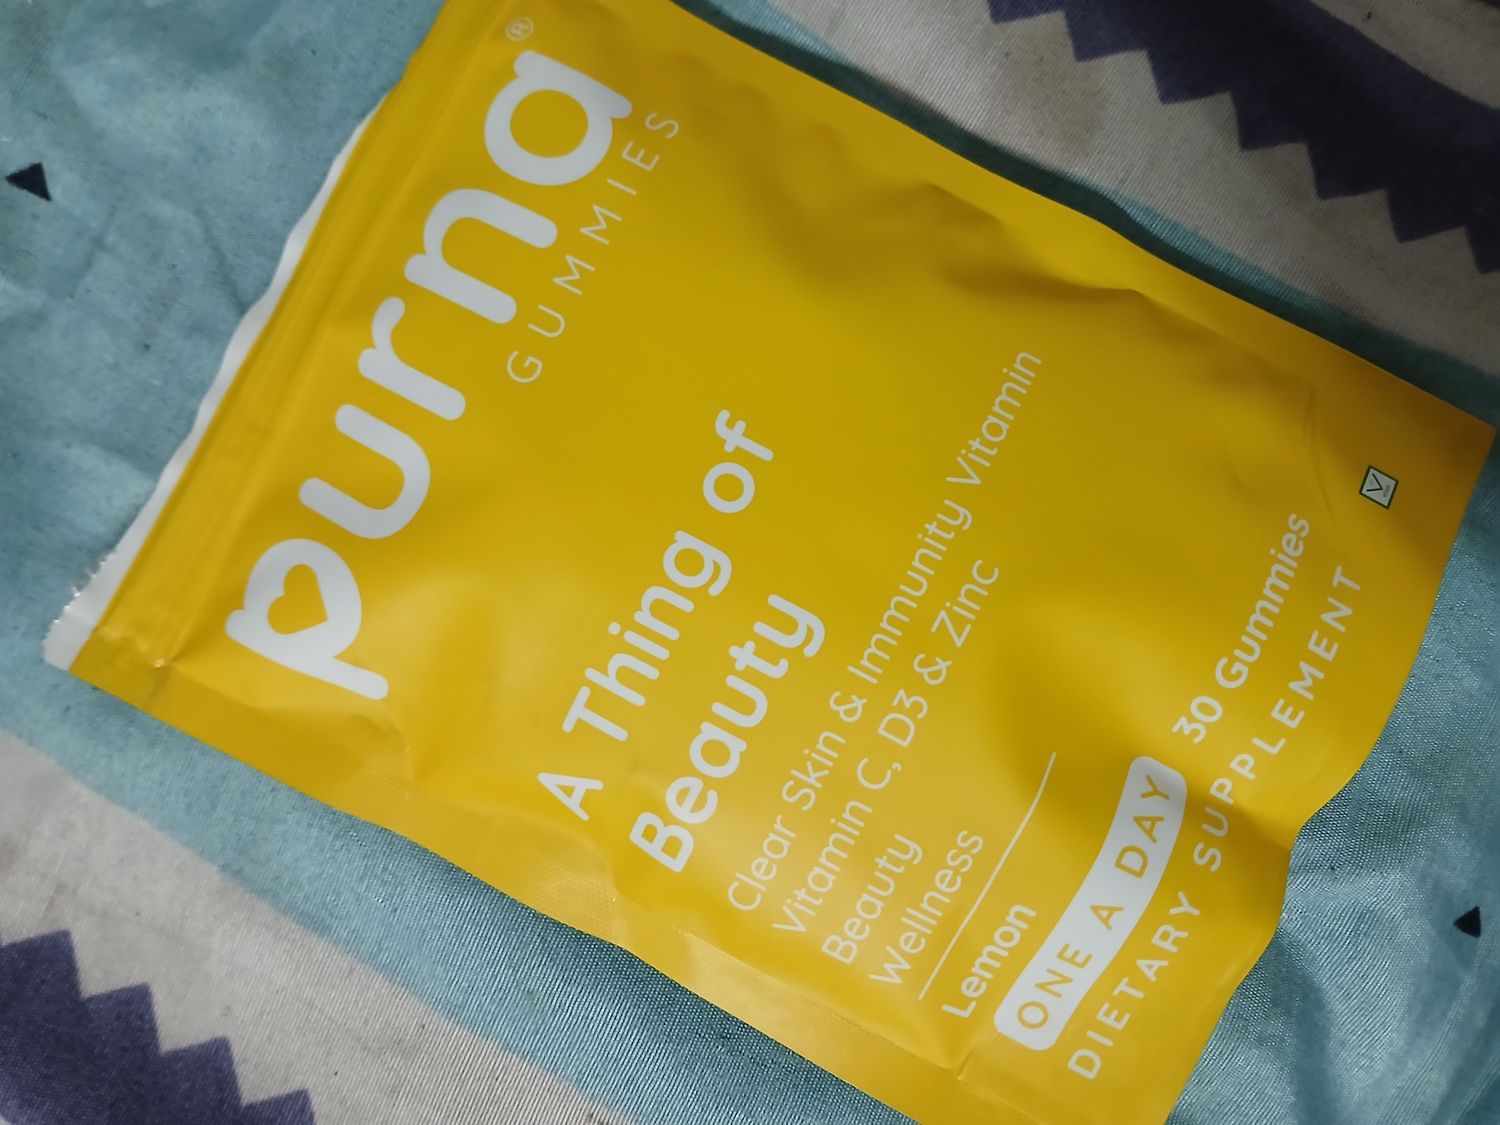 purna®
GUMMIES
A Thing of
Beauty
Clear Skin & Immunity Vitamin
Vitamin C, D3 & Zinc
Beauty
Wellness
Lemon
ONE A DAY
30 Gummies
DIETARY SUPPLEMENT
V